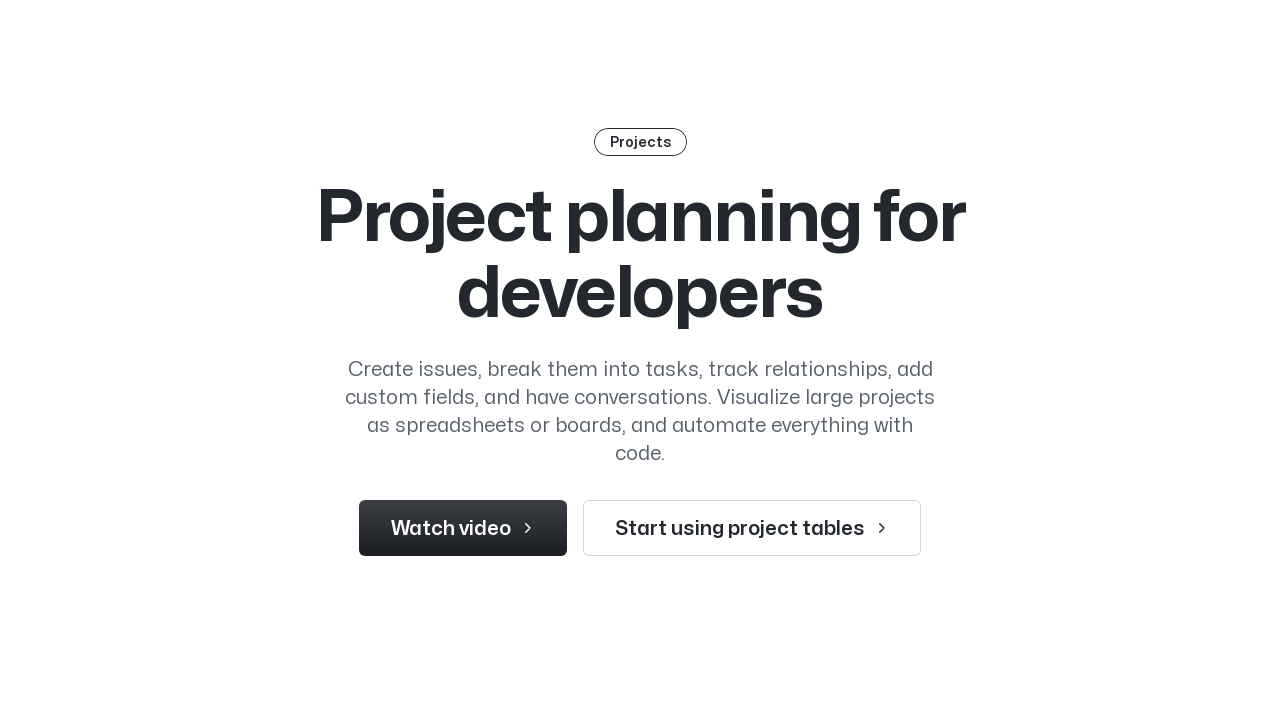 Projects
Project planning for
developers
Create issues, break them into tasks, track relationships, add
custom fields, and have conversations. Visualize large projects
as spreadsheets or boards, and automate everything with
code.
Watch video
Start using project tables